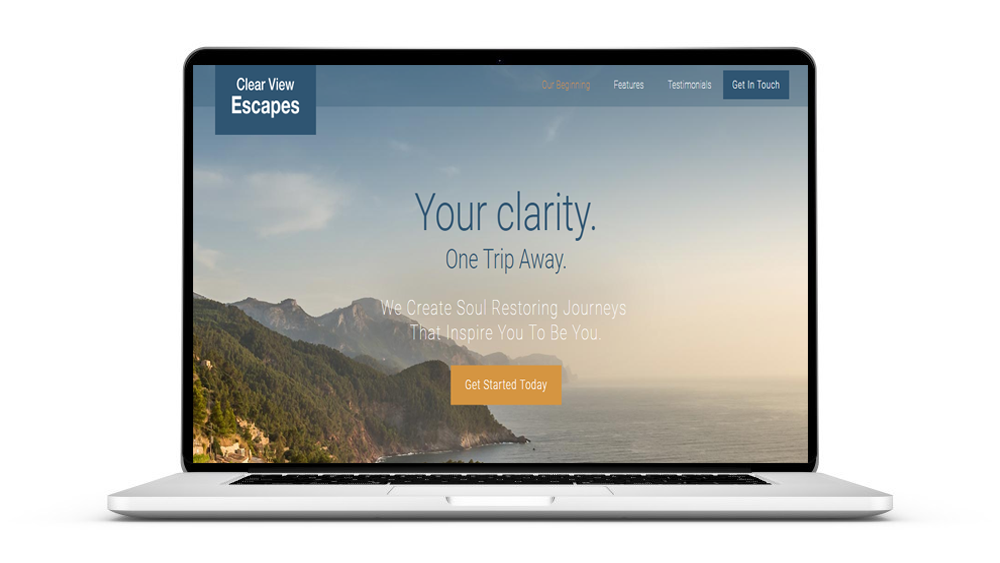 Clear View
Escapes
Our Beginning
Features
Testimonials
Get In Touch
Your clarity.
One Trip Away.
We Create Soul Restoring Journeys
That Inspire You To Be You.
Get Started Today